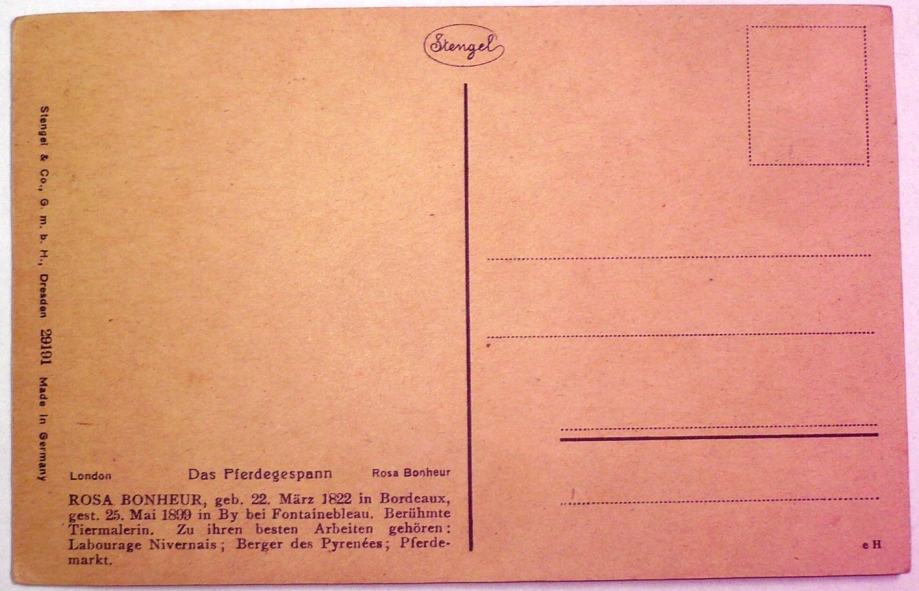 Stengel
Stengel & Co., G. m. b. H., Dresden 29191 Made in Germany
London Das Pferdegespann Rosa Bonheur
ROSA BONHEUR, geb. 22. März 1822 in Bordeaux,
gest. 25. Mai 1899 in By bei Fontainebleau. Berühmte
Tiermalerin. Zu ihren besten Arbeiten gehören:
Labourage Nivernais; Berger des Pyrenées; Pferde-
markt.
e H